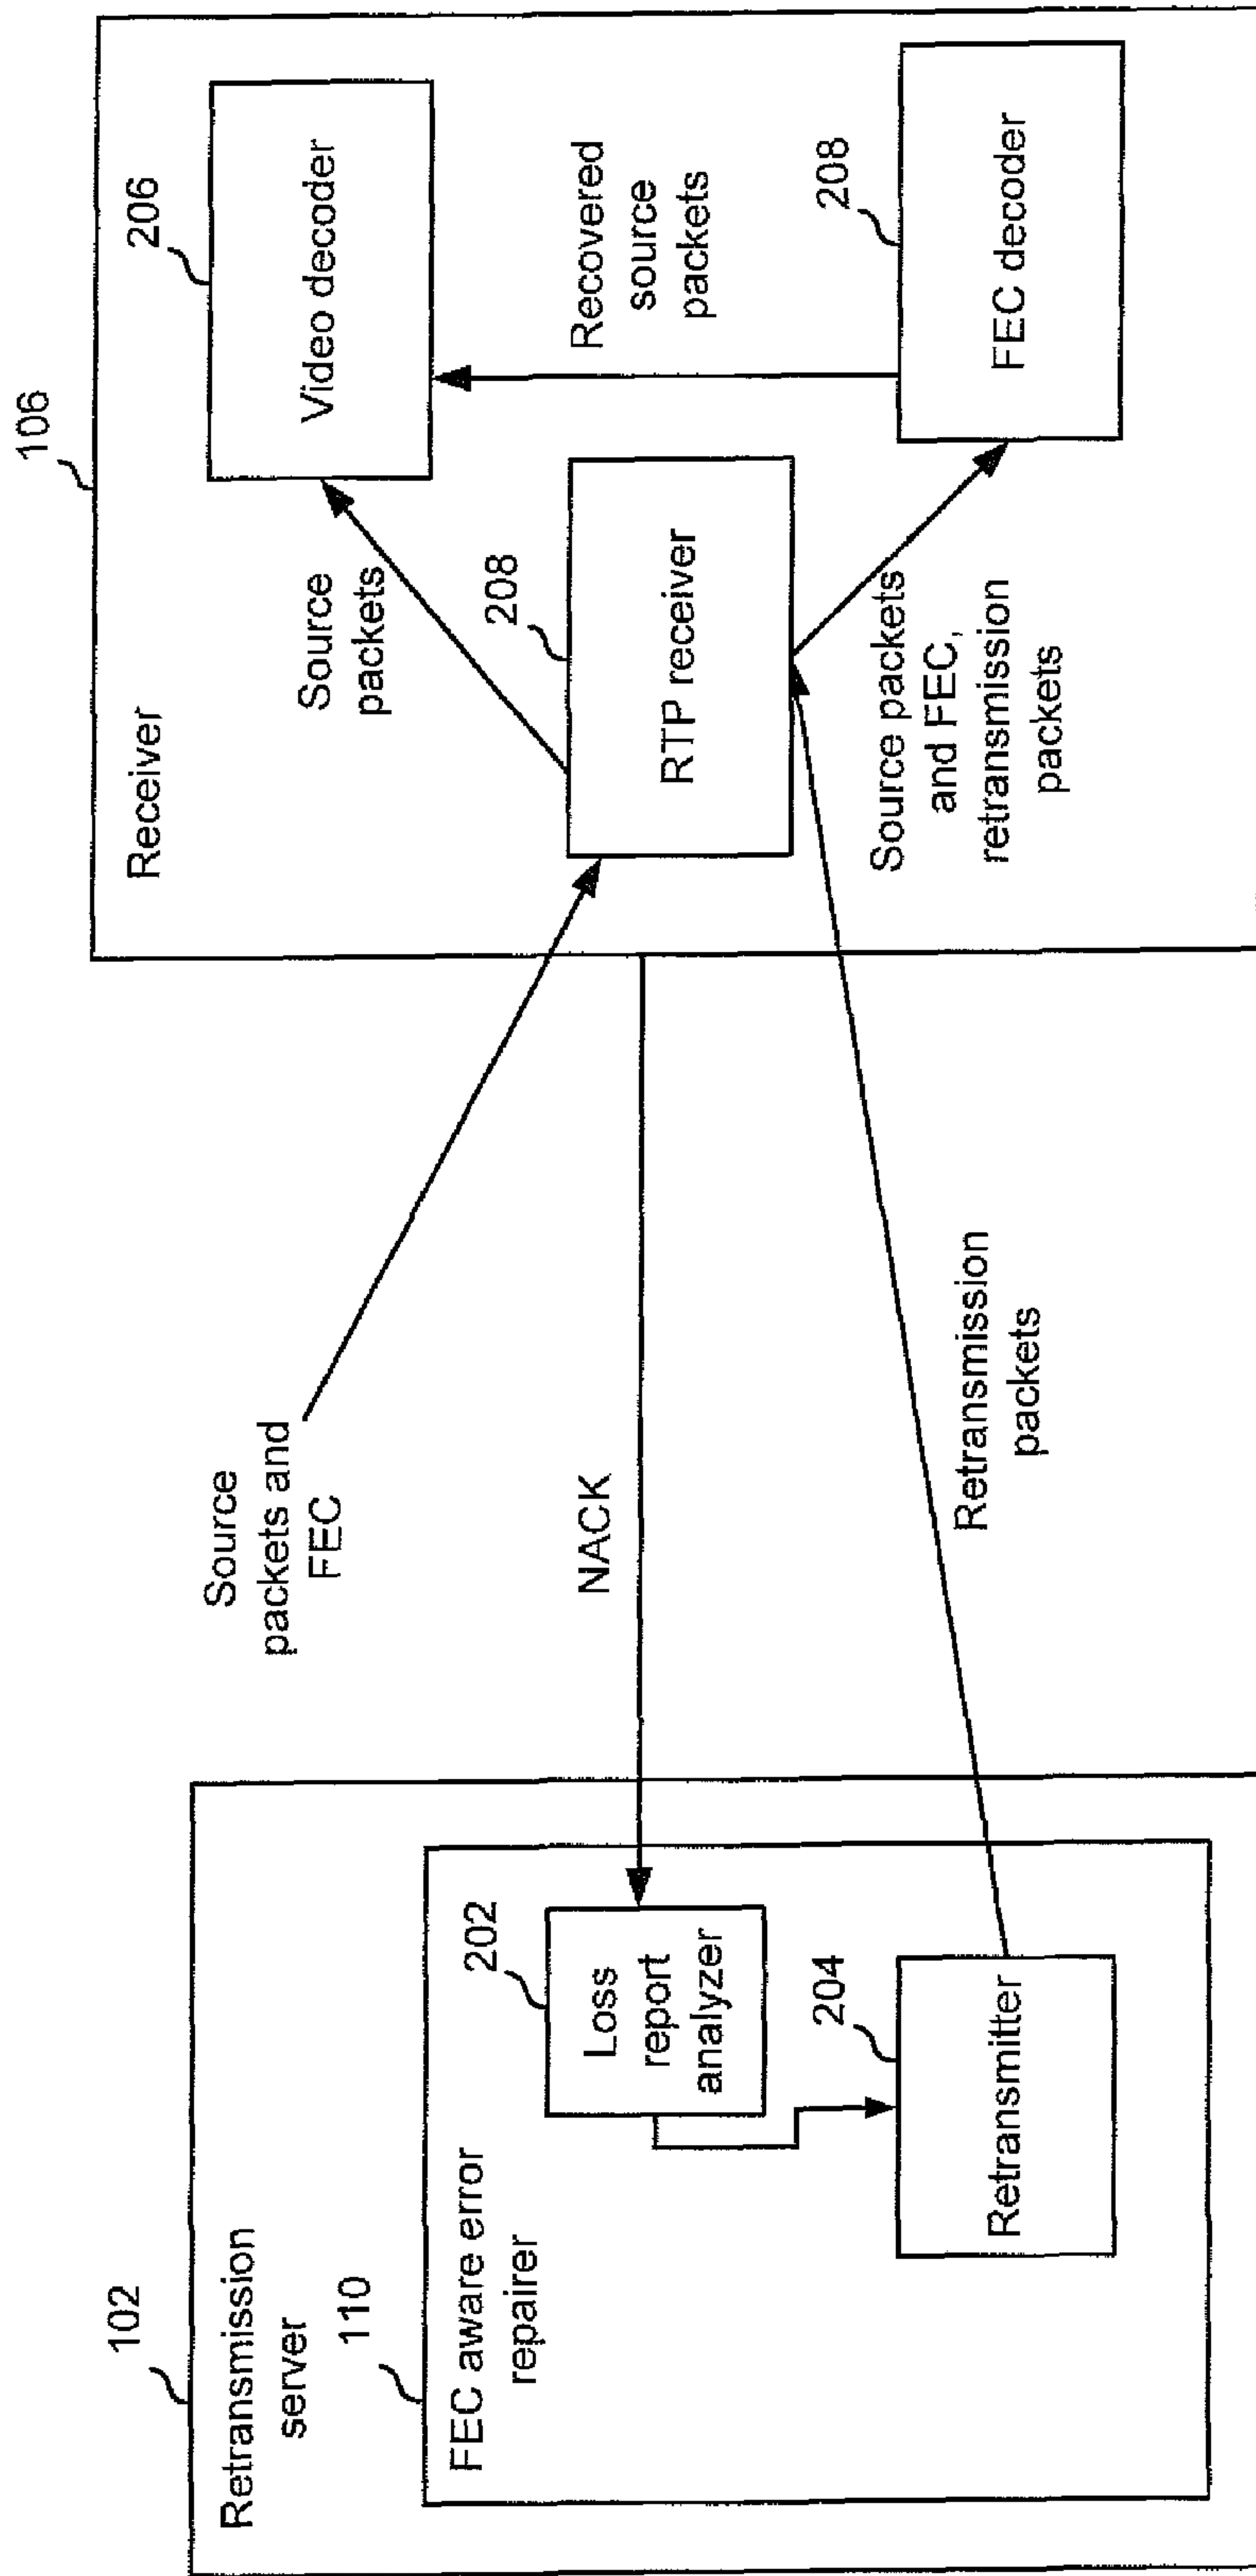 102
Retransmission
server
110
FEC aware error
repairer
202
Loss
report
analyzer
204
Retransmitter
Source
packets and
FEC
NACK
Retransmission
packets
106
Receiver
Source
packets
208
RTP receiver
Source packets
and FEC,
retransmission
packets
206
Video decoder
Recovered
source
packets
208
FEC decoder